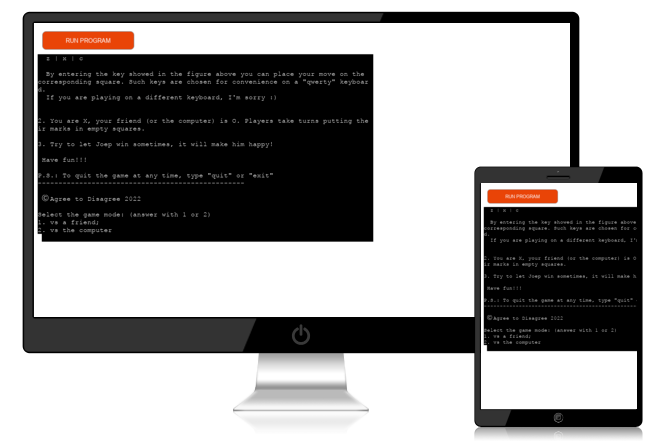 RUN PROGRAM
Z | X | C
By entering the key showed in the figure above you can place your move on the
corresponding square. Such keys are chosen for convenience on a "qwerty" keyboar
d.
If you are playing on a different keyboard, I'm sorry :)
2. You are X, your friend (or the computer) is O. Players take turns putting the
ir marks in empty squares.
3. Try to let Joep win sometimes, it will make him happy!
Have fun!!!
P.S.: To quit the game at any time, type "quit" or "exit"
----------------------------------------------------
©Agree to Disagree 2022
Select the game mode: (answer with 1 or 2)
1. vs a friend;
2. vs the computer
RUN PROGRAM
Z | X | C
By entering the key showed in the figure above
corresponding square. Such keys are chosen for c
d.
If you are playing on a different keyboard, I'
2. You are X, your friend (or the computer) is O
ir marks in empty squares.
3. Try to let Joep win sometimes, it will make h
Have fun!!!
P.S.: To quit the game at any time, type "quit"
------------------------------------------------
©Agree to Disagree 2022
Select the game mode: (answer with 1 or 2)
1. vs a friend;
2. vs the computer